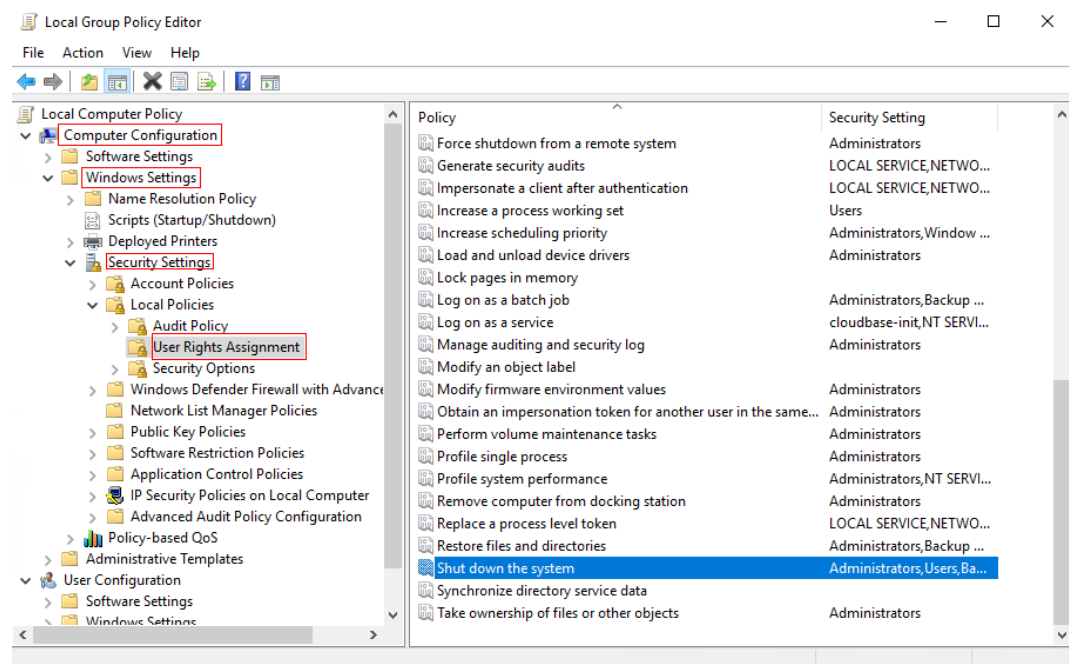 Local Group Policy Editor
File Action View Help
Local Computer Policy
Computer Configuration
Software Settings
Windows Settings
Name Resolution Policy
Scripts (Startup/Shutdown)
Deployed Printers
Security Settings
Account Policies
Local Policies
Audit Policy
User Rights Assignment
Security Options
Windows Defender Firewall with Advance
Network List Manager Policies
Public Key Policies
Software Restriction Policies
Application Control Policies
IP Security Policies on Local Computer
Advanced Audit Policy Configuration
Policy-based QoS
Administrative Templates
User Configuration
Software Settings
Windows Settings
Policy Security Setting
Force shutdown from a remote system Administrators
Generate security audits LOCAL SERVICE,NETWO...
Impersonate a client after authentication LOCAL SERVICE,NETWO...
Increase a process working set Users
Increase scheduling priority Administrators,Window ...
Load and unload device drivers Administrators
Lock pages in memory
Log on as a batch job Administrators,Backup ...
Log on as a service cloudbase-init,NT SERVI...
Manage auditing and security log Administrators
Modify an object label
Modify firmware environment values Administrators
Obtain an impersonation token for another user in the same... Administrators
Perform volume maintenance tasks Administrators
Profile single process Administrators
Profile system performance Administrators,NT SERVI...
Remove computer from docking station Administrators
Replace a process level token LOCAL SERVICE,NETWO...
Restore files and directories Administrators,Backup ...
Shut down the system Administrators,Users,Ba...
Synchronize directory service data
Take ownership of files or other objects Administrators